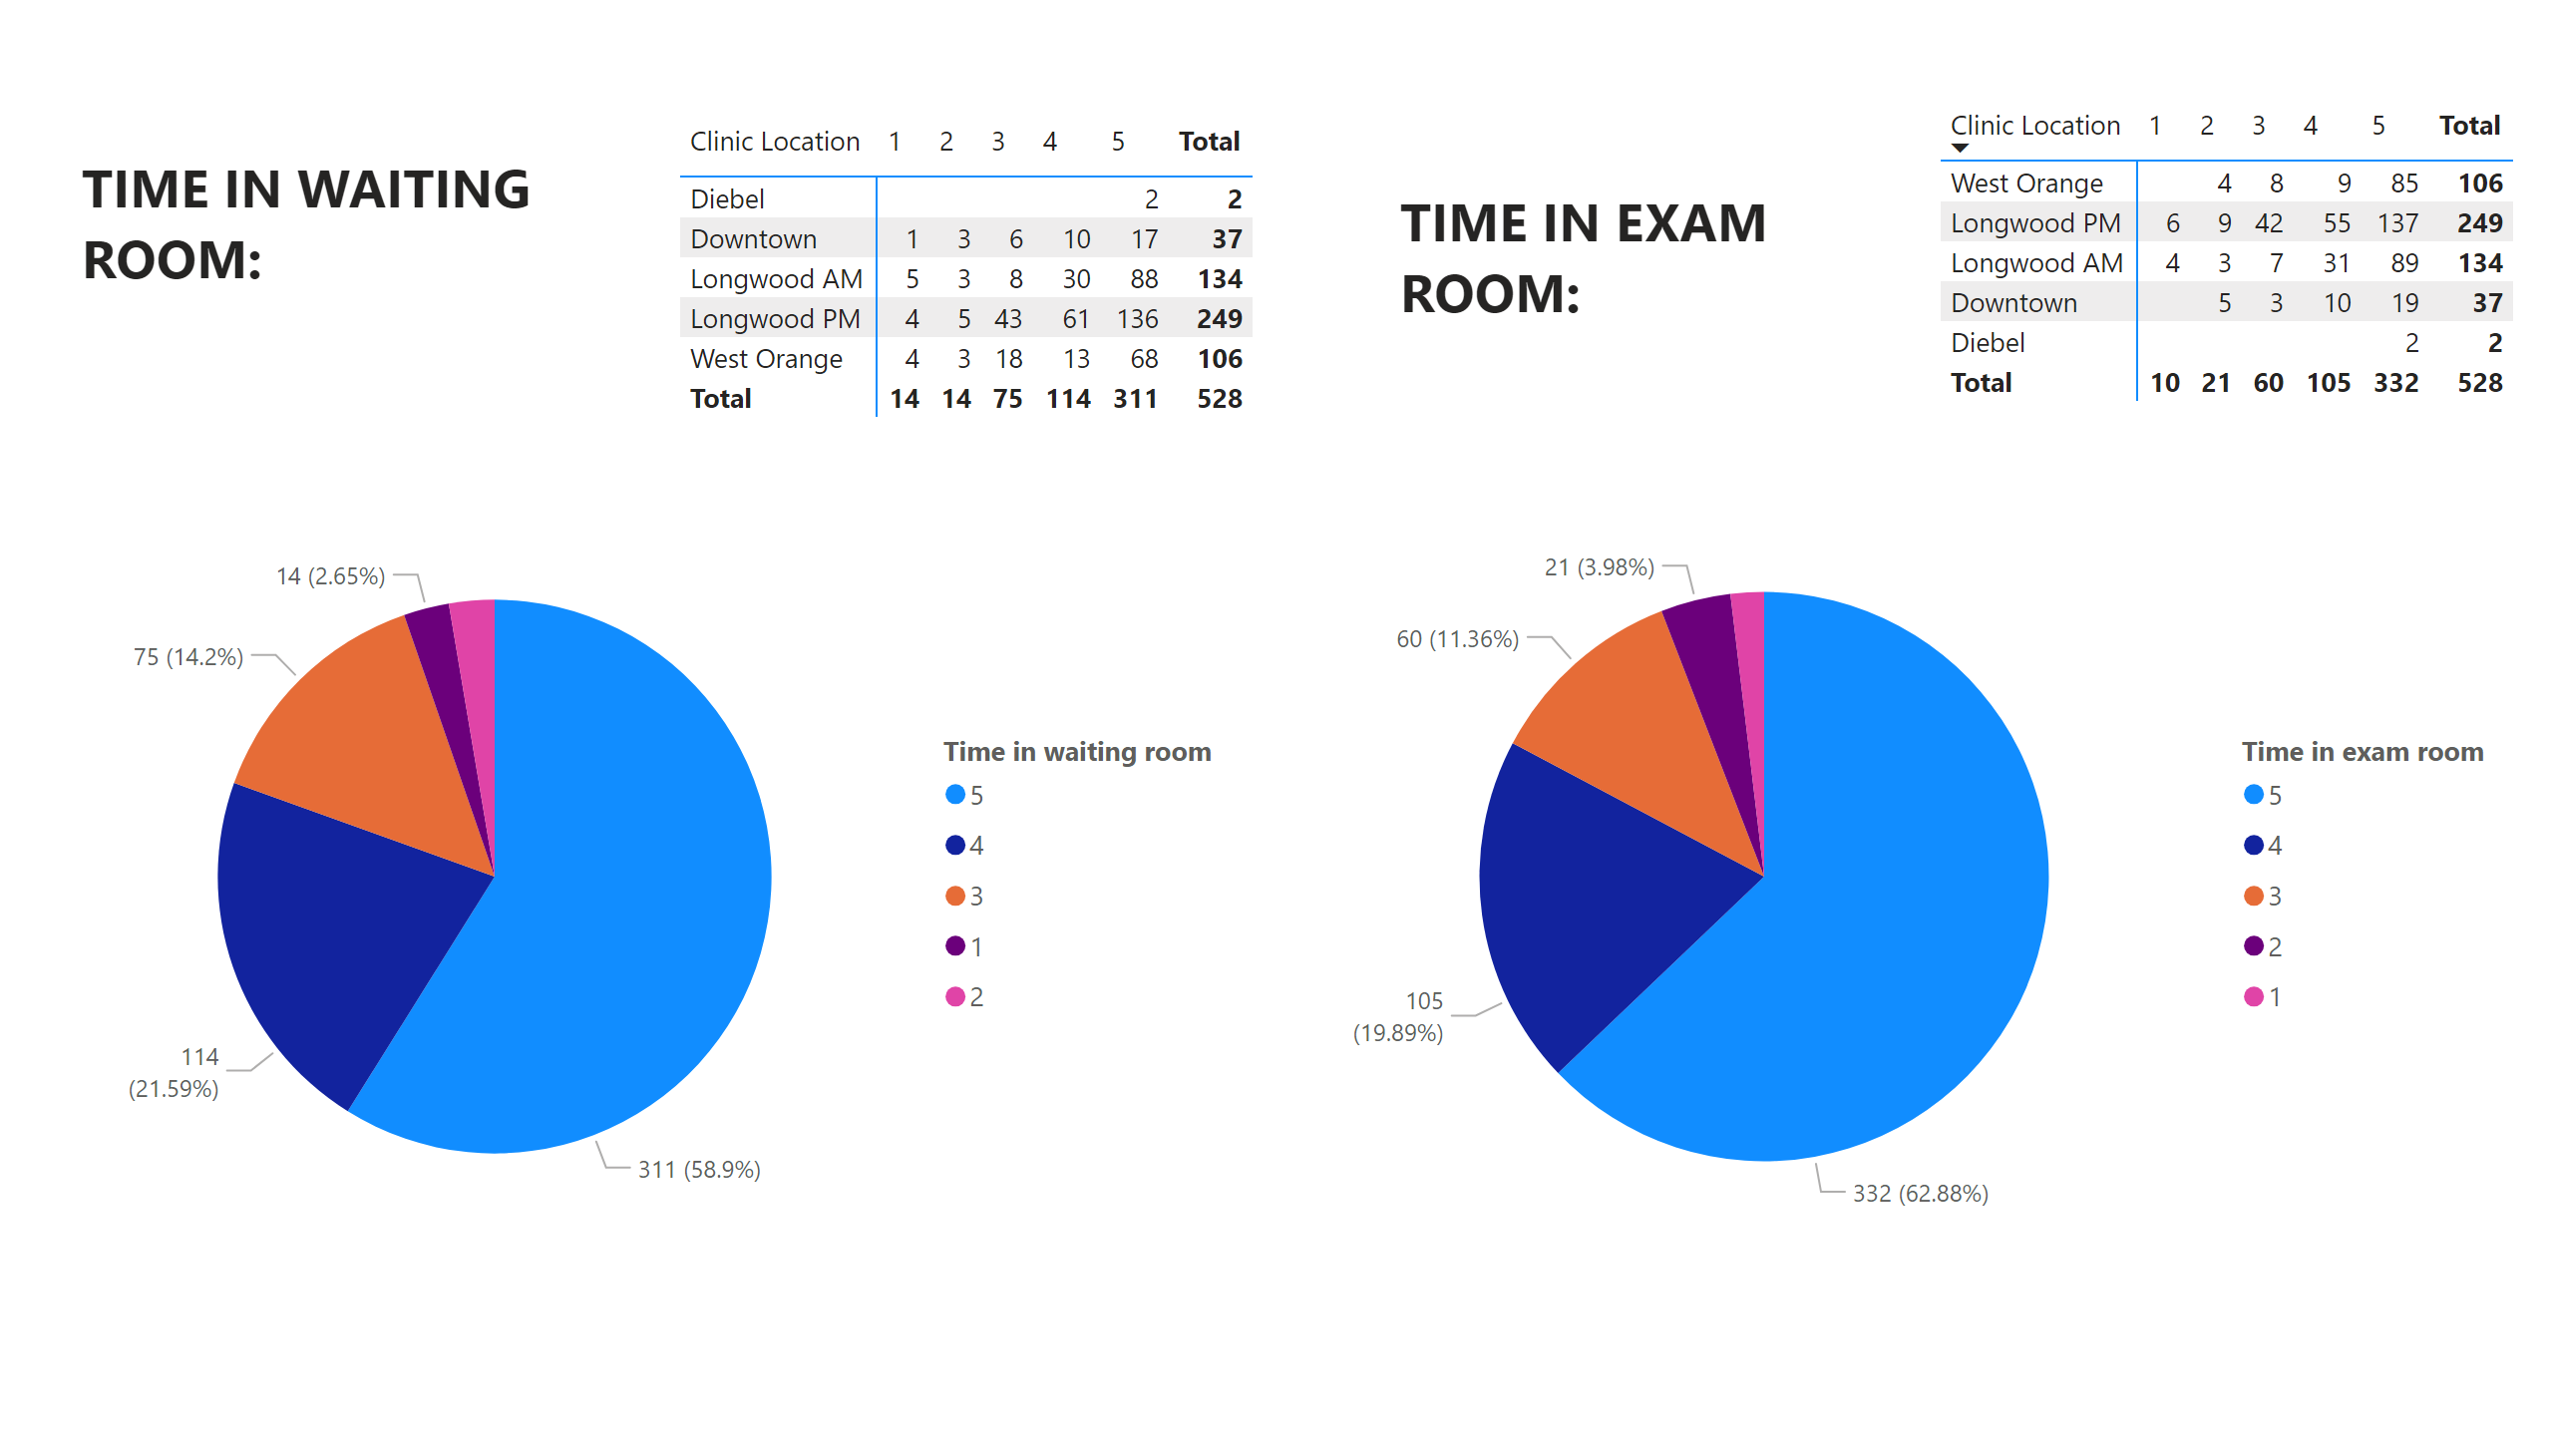 TIME IN WAITING
ROOM:
Clinic Location 1 2 3 4 5 Total
Diebel 2 2
Downtown 1 3 6 10 17 37
Longwood AM 5 3 8 30 88 134
Longwood PM 4 5 43 61 136 249
West Orange 4 3 18 13 68 106
Total 14 14 75 114 311 528
14 (2.65%)
75 (14.2%)
114
(21.59%)
311 (58.9%)
Time in waiting room
5
4
3
1
2
TIME IN EXAM
ROOM:
Clinic Location 1 2 3 4 5 Total
West Orange 4 8 9 85 106
Longwood PM 6 9 42 55 137 249
Longwood AM 4 3 7 31 89 134
Downtown 5 3 10 19 37
Diebel 2 2
Total 10 21 60 105 332 528
21 (3.98%)
60 (11.36%)
105
(19.89%)
332 (62.88%)
Time in exam room
5
4
3
2
1